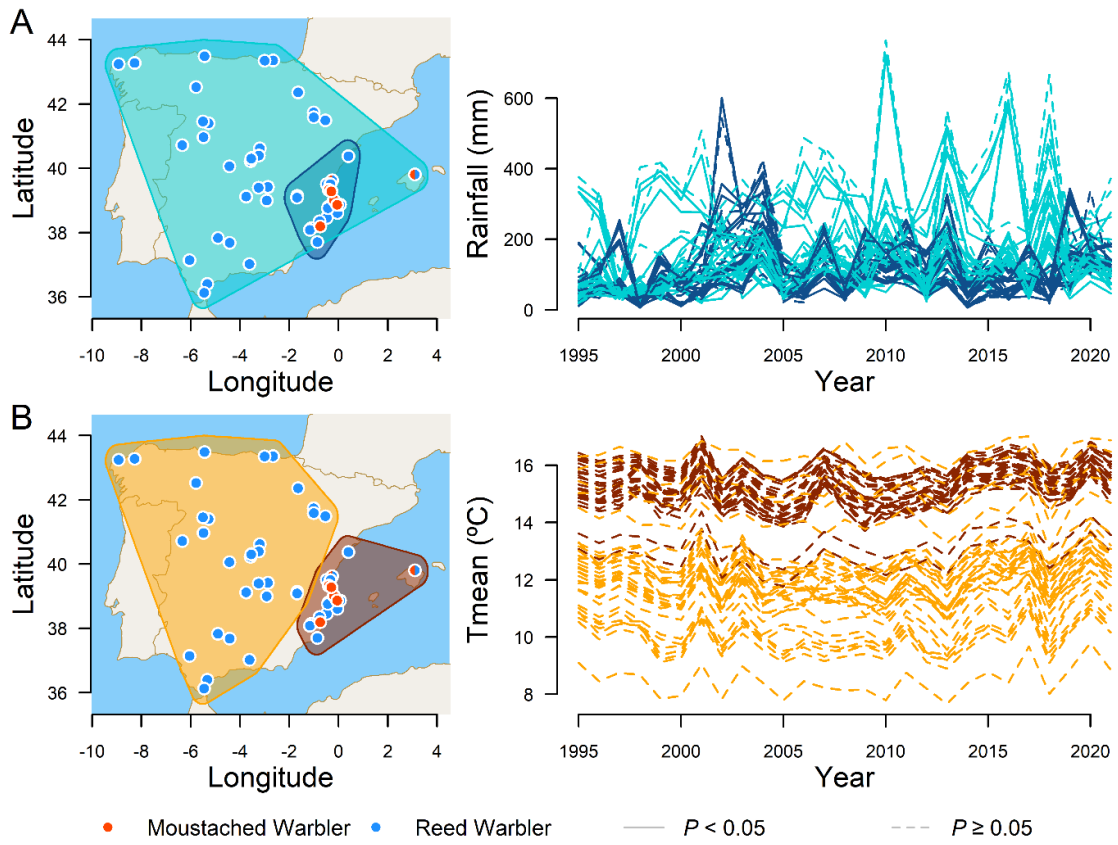 A
44
42
40
38
36
Latitude
-10 -8 -6 -4 -2 0 2 4
Longitude
600
400
200
0
Rainfall (mm)
1995 2000 2005 2010 2015 2020
Year
B
44
42
40
38
36
Latitude
-10 -8 -6 -4 -2 0 2 4
Longitude
16
14
12
10
8
Tmean (ºC)
1995 2000 2005 2010 2015 2020
Year
Moustached Warbler Reed Warbler P < 0.05 P ≥ 0.05